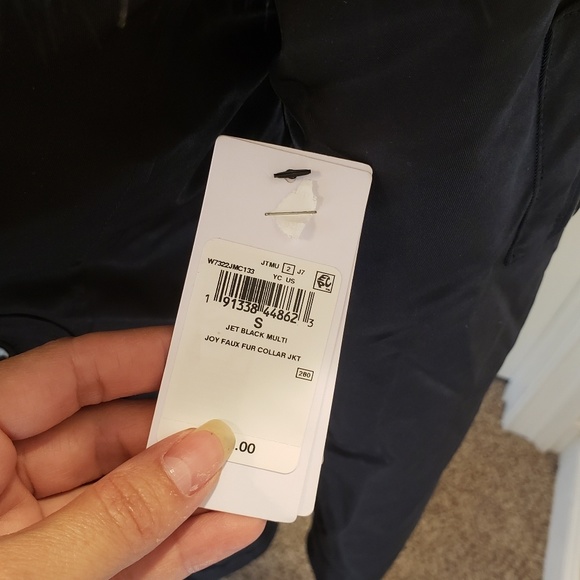 W7322JMC133 JTMU 2 J7
YC US
1 91338 44862 3
S
JET BLACK MULTI
JOY FAUX FUR COLLAR JKT
280
.00